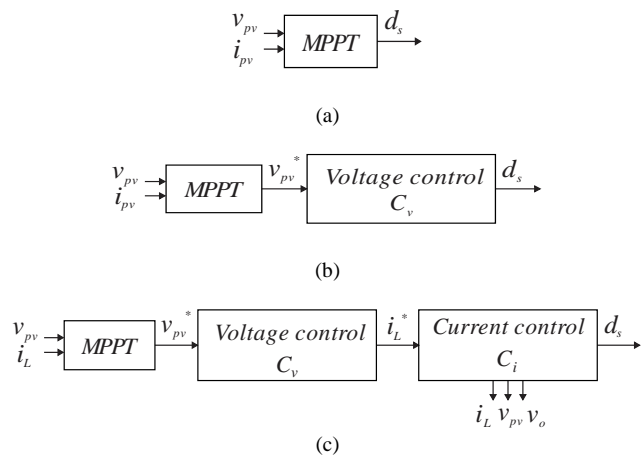 v_pv
i_pv
MPPT
d_s
(a)
v_pv
i_pv
MPPT
v_pv*
Voltage control
C_v
d_s
(b)
v_pv
i_L
MPPT
v_pv*
Voltage control
C_v
i_L*
Current control
C_i
d_s
i_L v_pv v_o
(c)